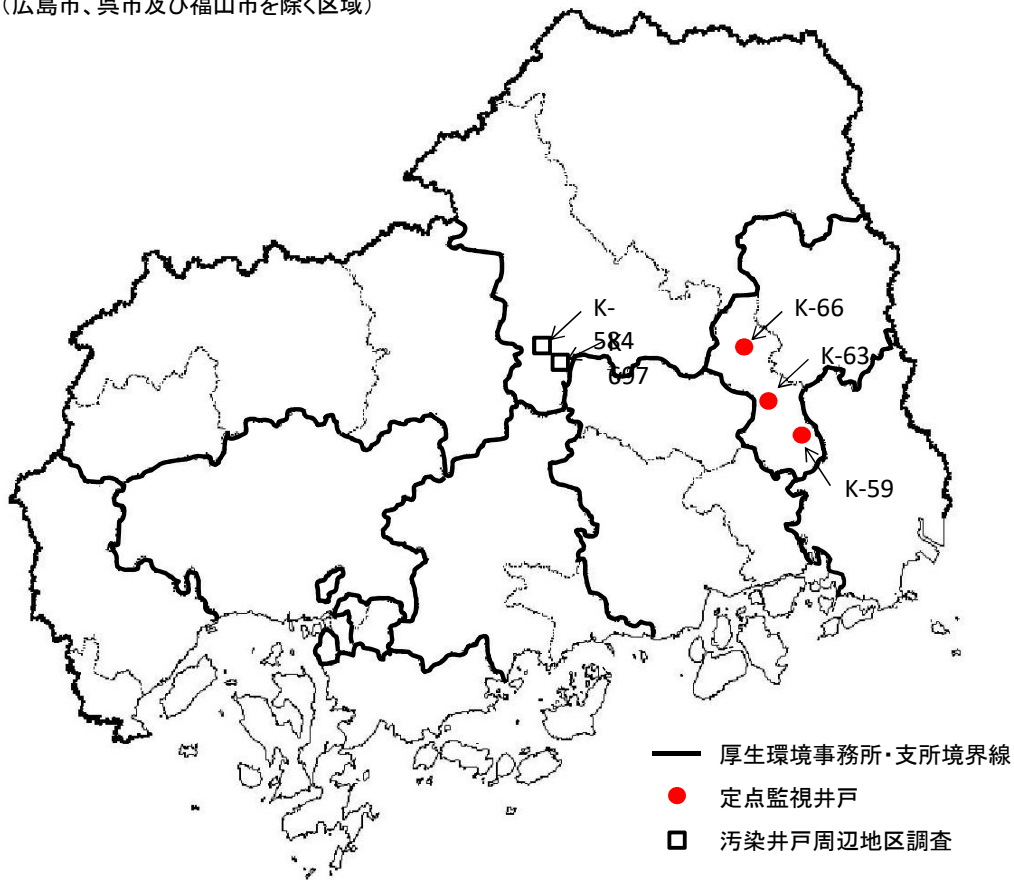 （広島市、呉市及び福山市を除く区域）
K-66
K-
584
K-
697
K-63
K-59
厚生環境事務所・支所境界線
定点監視井戸
汚染井戸周辺地区調査